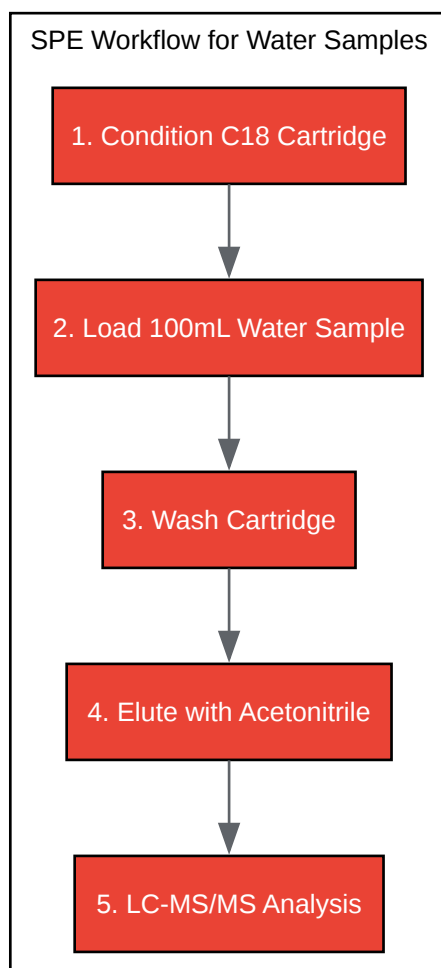 SPE Workflow for Water Samples
1. Condition C18 Cartridge
2. Load 100mL Water Sample
3. Wash Cartridge
4. Elute with Acetonitrile
5. LC-MS/MS Analysis